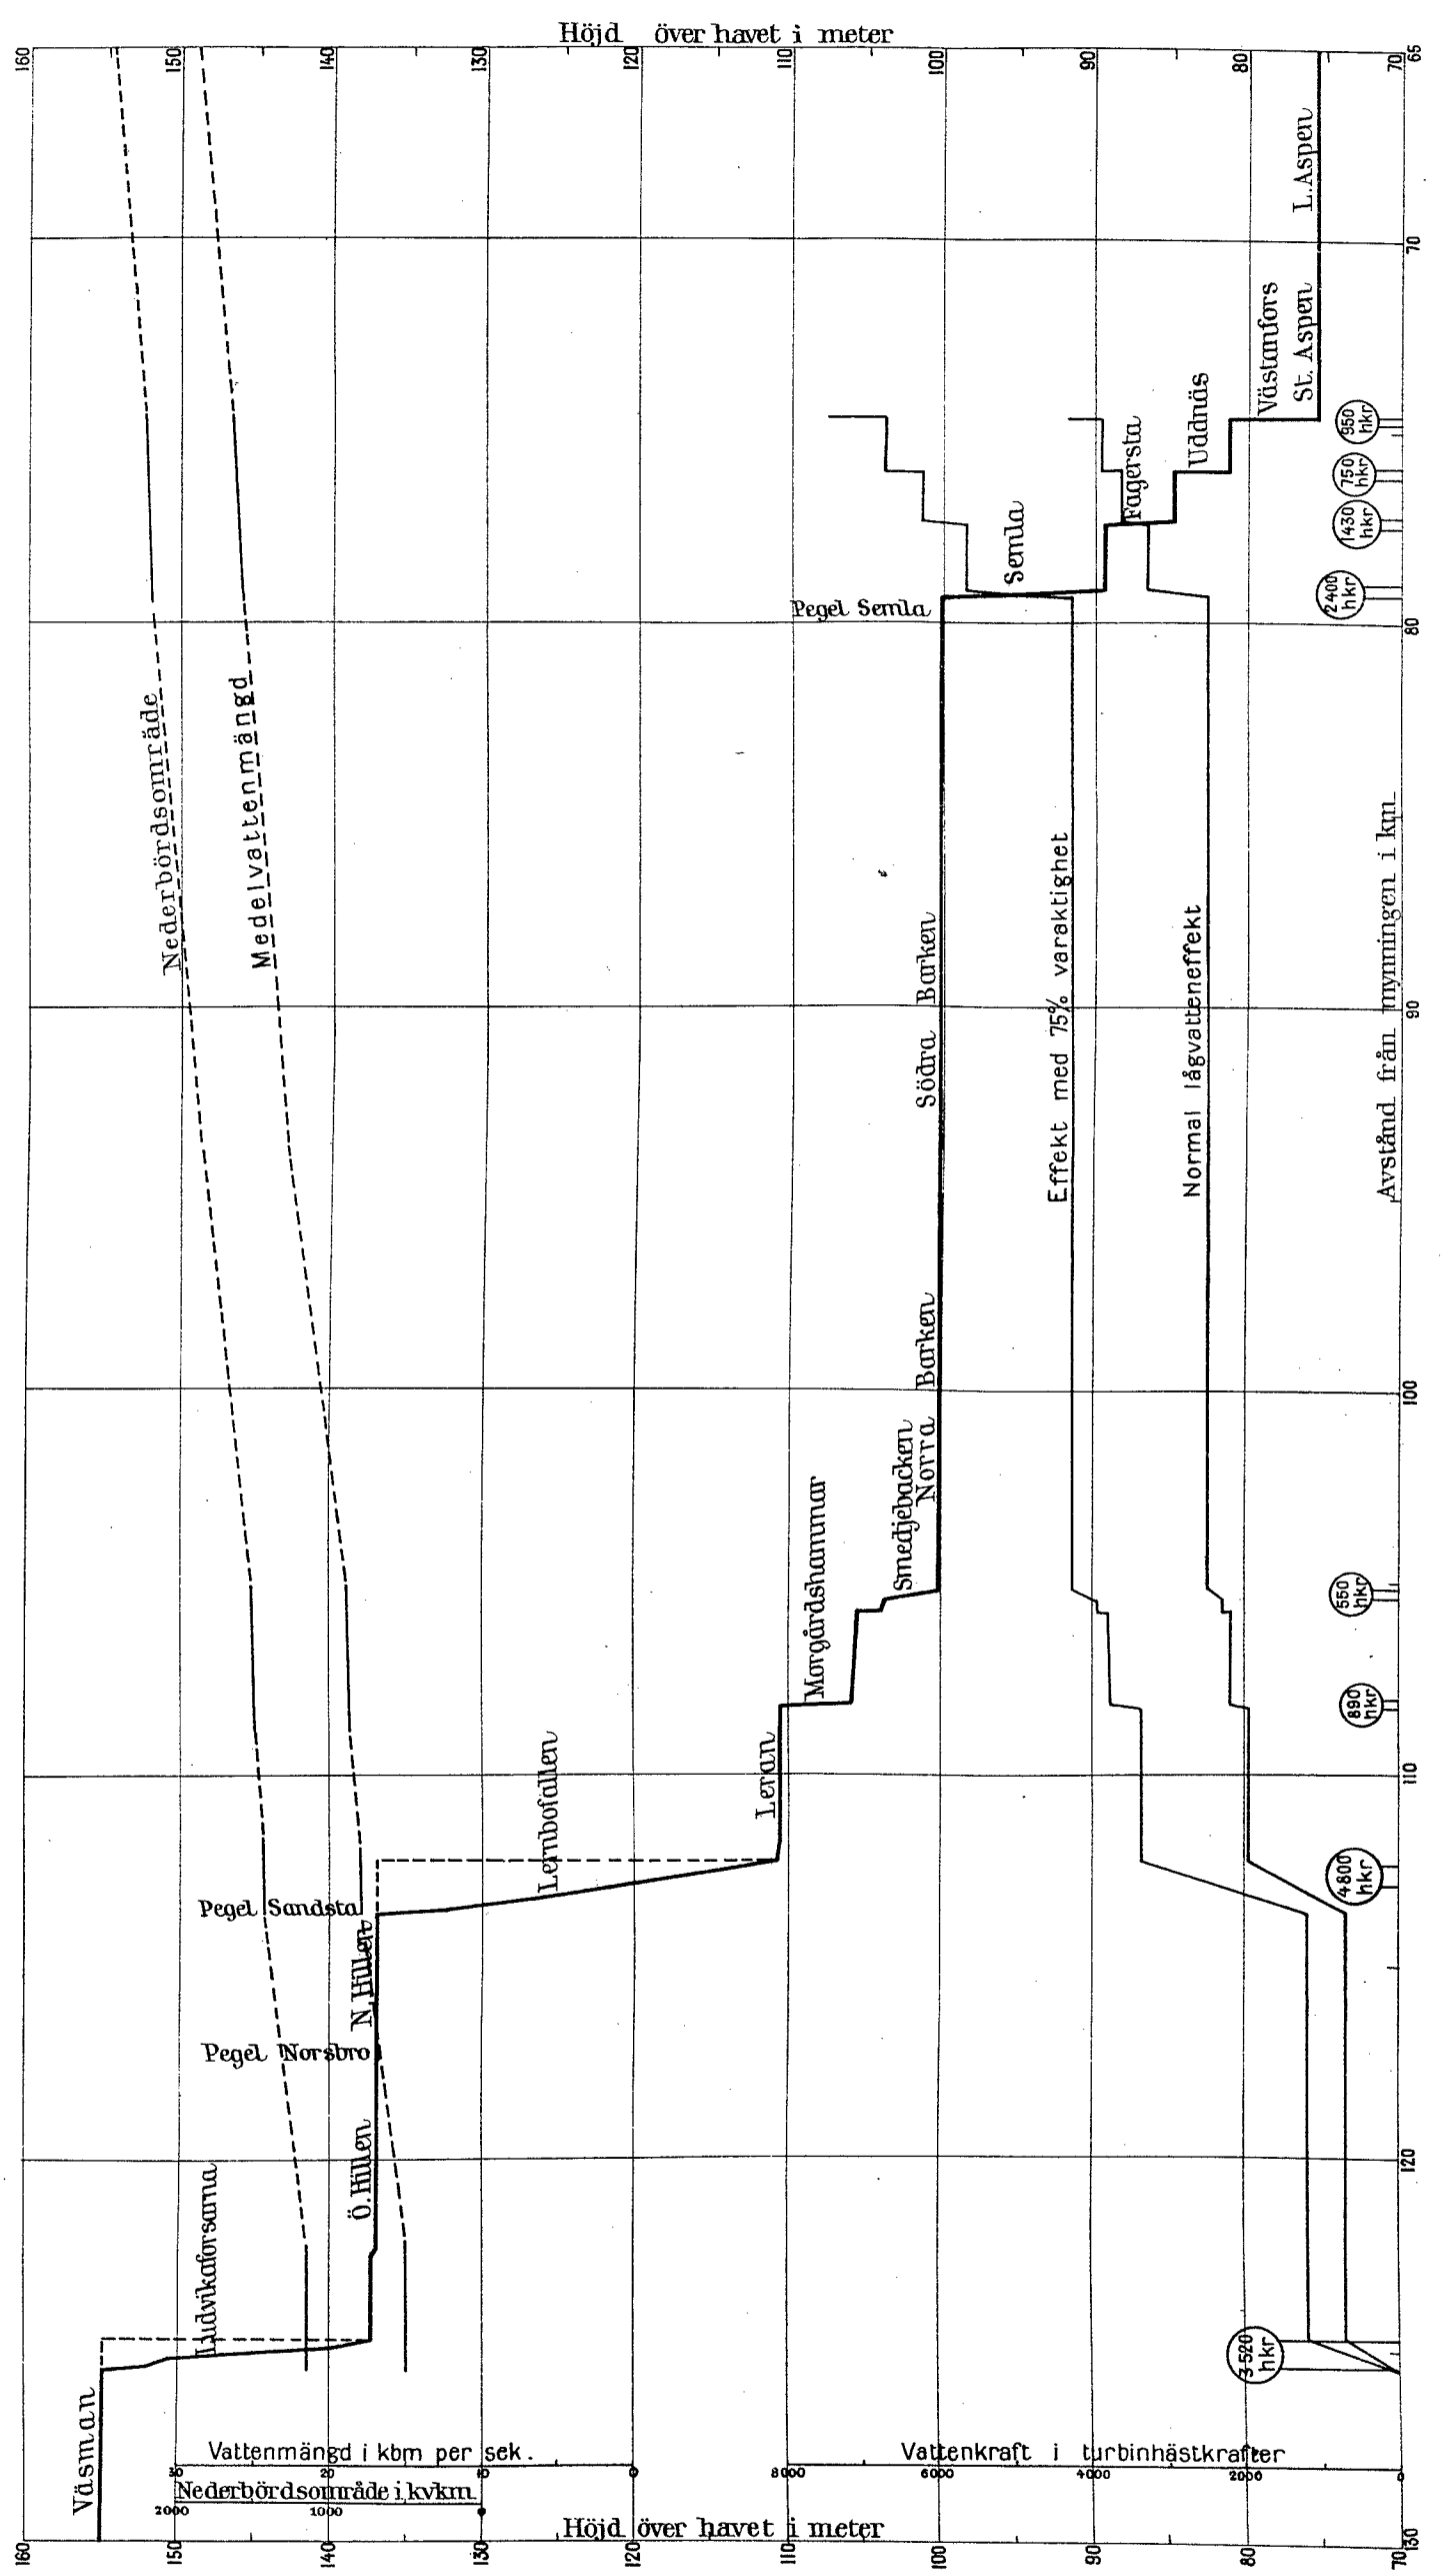 Höjd över havet i meter
160
150
140
130
120
110
100
90
80
70
65
L. Aspen
70
Västanfors
St. Aspen
Uddnäs
Fagersta
950
hkr
750
hkr
1430
hkr
2400
hkr
Semla
Pegel Semla
80
Nederbördsområde
Medelvattenmängd
Effekt med 75% varaktighet
Normal lågvatteneffekt
Södra Barken
90
Avstånd från mynningen i km
Norra Barken
100
Smedjebacken
Morgårdshammar
550
hkr
890
hkr
Leran
110
Lernbofallen
4800
hkr
Pegel Sandsta
N. Hillen
Pegel Norsbro
Ö. Hillen
120
Ludvikaforsarna
3520
hkr
Väsman
Vattenmängd i kbm per sek.
30
10
0
Nederbördsområde i kvkm
2000
1000
0
Vattenkraft i turbinhästkrafter
8000
6000
4000
2000
0
Höjd över havet i meter
160
150
140
130
120
110
100
90
80
70
130